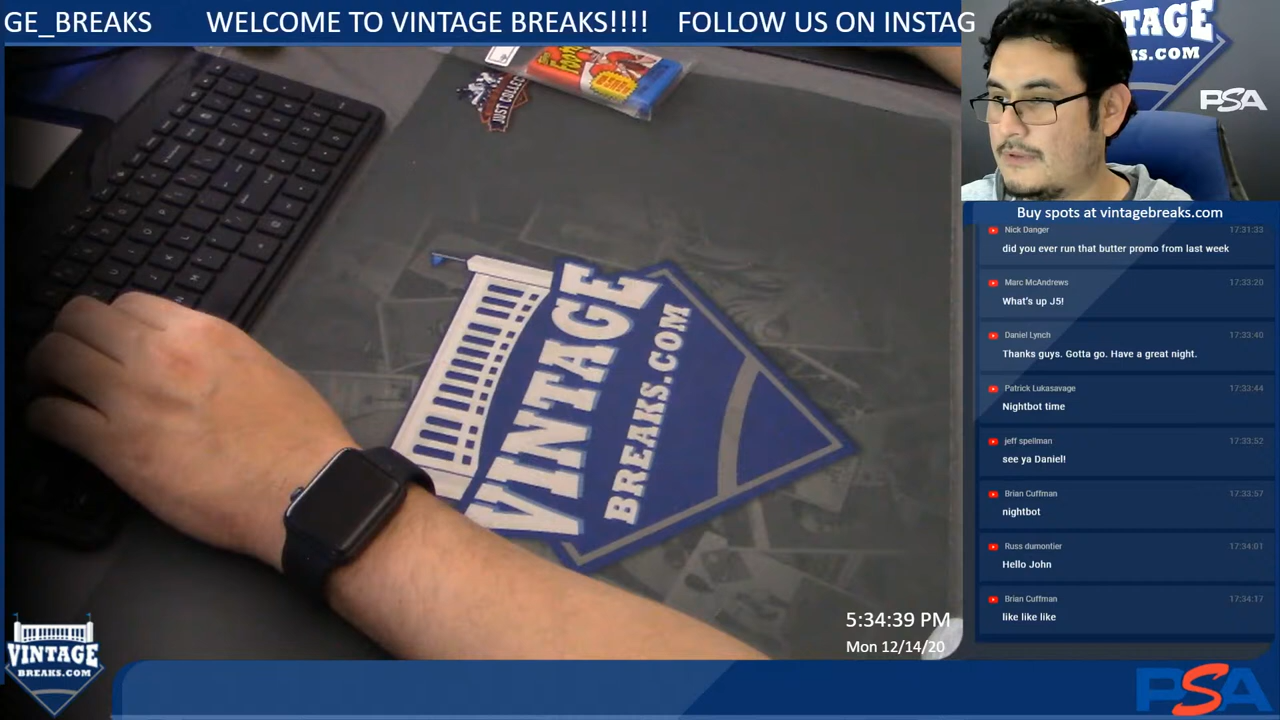 GE_BREAKS WELCOME TO VINTAGE BREAKS!!!! FOLLOW US ON INSTAG
TAGE
KS.COM
PSA
JUST COLLECT
VINTAGE
BREAKS.COM
Buy spots at vintagebreaks.com
Nick Danger 17:31:33
did you ever run that butter promo from last week
Marc McAndrews 17:33:20
What's up J5!
Daniel Lynch 17:33:40
Thanks guys. Gotta go. Have a great night.
Patrick Lukasavage 17:33:44
Nightbot time
jeff spellman 17:33:52
see ya Daniel!
Brian Cuffman 17:33:57
nightbot
Russ dumontier 17:34:01
Hello John
Brian Cuffman 17:34:17
like like like
5:34:39 PM
Mon 12/14/20
VINTAGE
BREAKS.COM
PSA